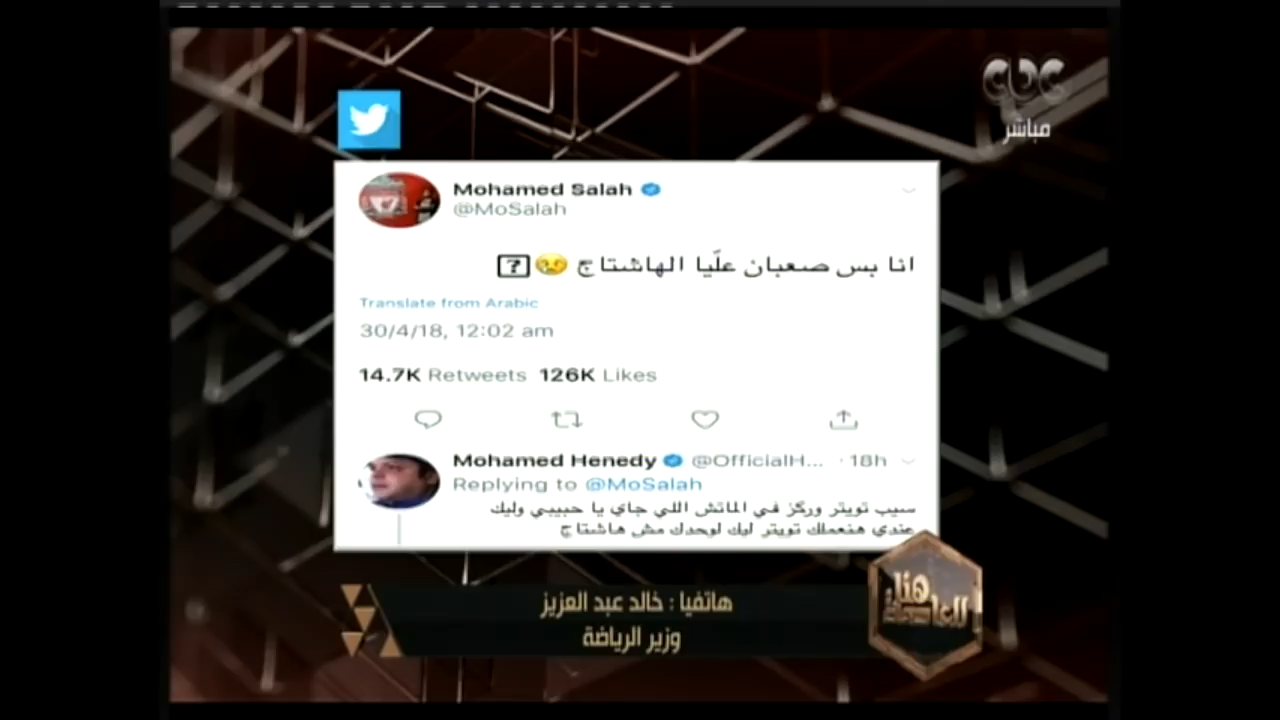 cbc
مباشر
Mohamed Salah
@MoSalah
انا بس صعبان علّيا الهاشتاج 😢
Translate from Arabic
30/4/18, 12:02 am
14.7K Retweets 126K Likes
Mohamed Henedy @OfficialH... · 18h
Replying to @MoSalah
سيب تويتر وركز في الماتش اللي جاي يا حبيبي وليك
عندي هنعملك تويتر ليك لوحدك مش هاشتاج
هاتفيا : خالد عبد العزيز
وزير الرياضة
هنا
العاصمة